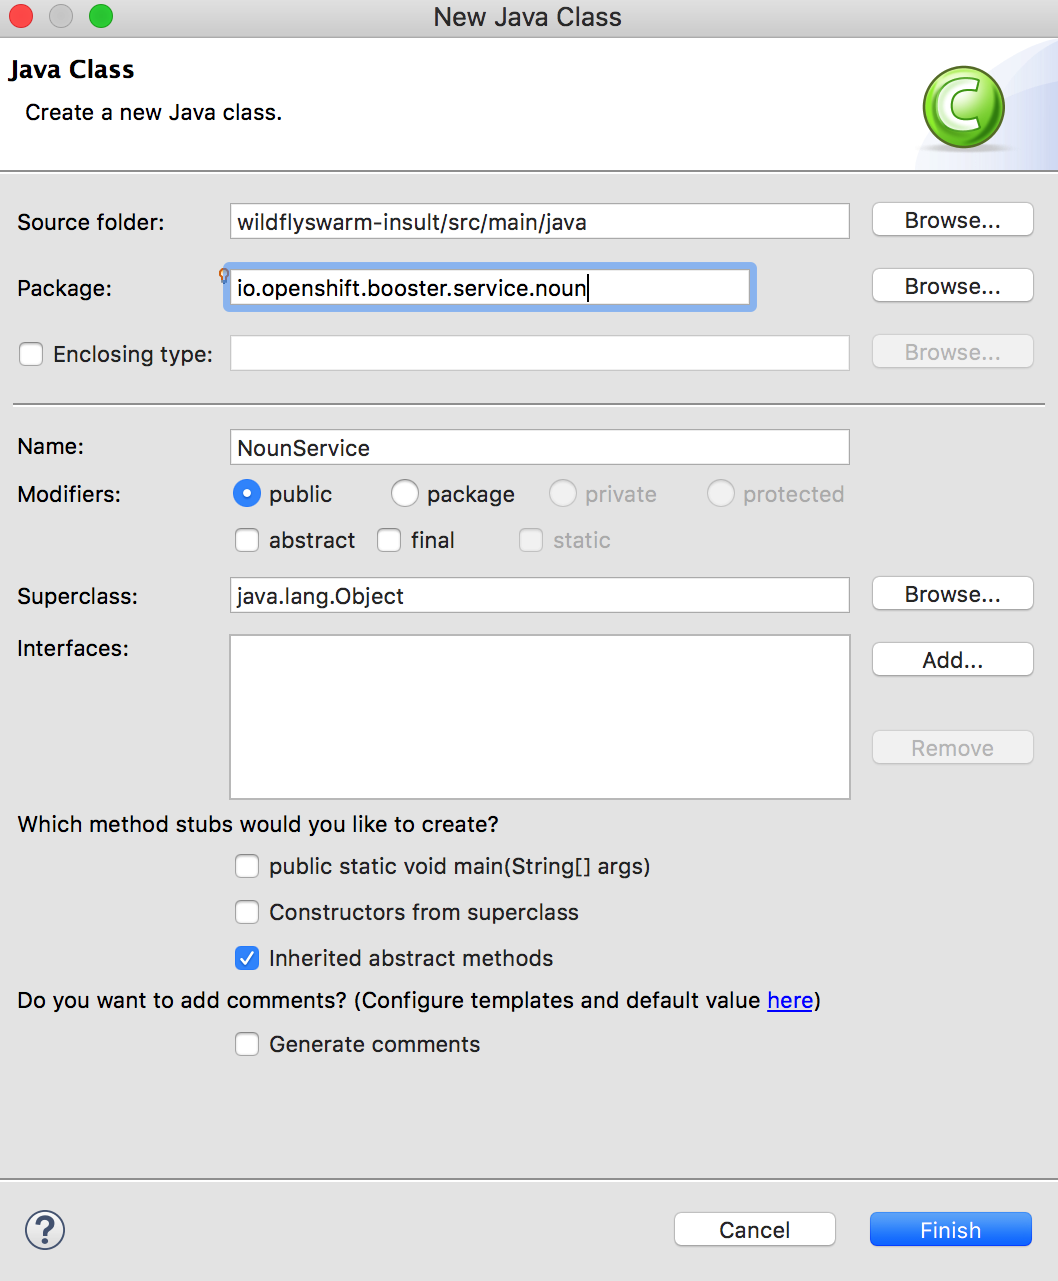 New Java Class
Java Class
Create a new Java class.
C
Source folder: wildflyswarm-insult/src/main/java Browse...
Package: io.openshift.booster.service.noun Browse...
Enclosing type: Browse...
Name: NounService
Modifiers: public package private protected
abstract final static
Superclass: java.lang.Object Browse...
Interfaces: Add...
Remove
Which method stubs would you like to create?
public static void main(String[] args)
Constructors from superclass
Inherited abstract methods
Do you want to add comments? (Configure templates and default value here)
Generate comments
? Cancel Finish